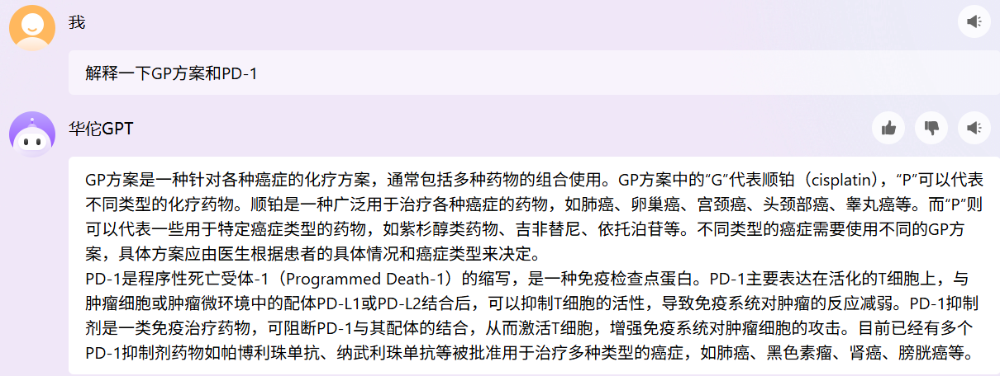 我
解释一下GP方案和PD-1
华佗GPT
GP方案是一种针对各种癌症的化疗方案，通常包括多种药物的组合使用。GP方案中的“G”代表顺铂（cisplatin），“P”可以代表
不同类型的化疗药物。顺铂是一种广泛用于治疗各种癌症的药物，如肺癌、卵巢癌、宫颈癌、头颈部癌、睾丸癌等。而“P”则
可以代表一些用于特定癌症类型的药物，如紫杉醇类药物、吉非替尼、依托泊苷等。不同类型的癌症需要使用不同的GP方
案，具体方案应由医生根据患者的具体情况和癌症类型来决定。
PD-1是程序性死亡受体-1（Programmed Death-1）的缩写，是一种免疫检查点蛋白。PD-1主要表达在活化的T细胞上，与
肿瘤细胞或肿瘤微环境中的配体PD-L1或PD-L2结合后，可以抑制T细胞的活性，导致免疫系统对肿瘤的反应减弱。PD-1抑制
剂是一类免疫治疗药物，可阻断PD-1与其配体的结合，从而激活T细胞，增强免疫系统对肿瘤细胞的攻击。目前已经有多个
PD-1抑制剂药物如帕博利珠单抗、纳武利珠单抗等被批准用于治疗多种类型的癌症，如肺癌、黑色素瘤、肾癌、膀胱癌等。